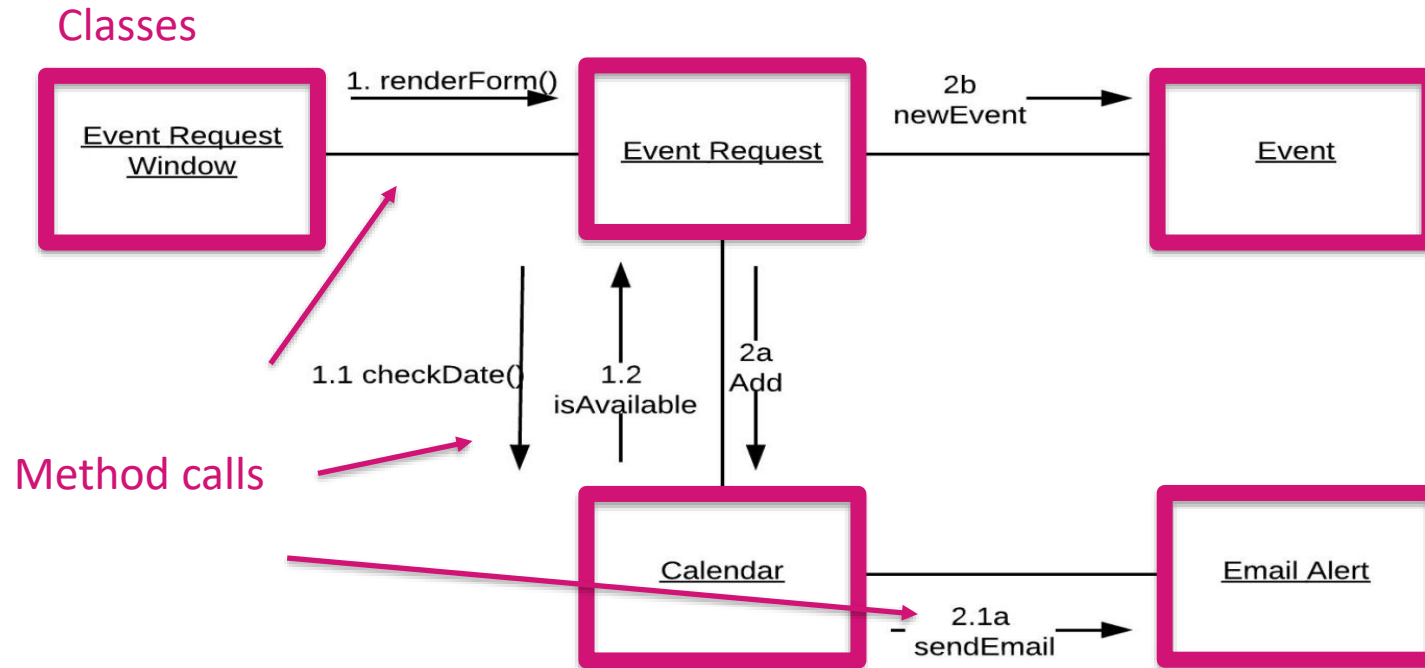 Classes
1. renderForm()
2b
newEvent
Event Request
Window
Event Request
Event
1.1 checkDate()
1.2
isAvailable
2a
Add
Method calls
Calendar
Email Alert
2.1a
sendEmail